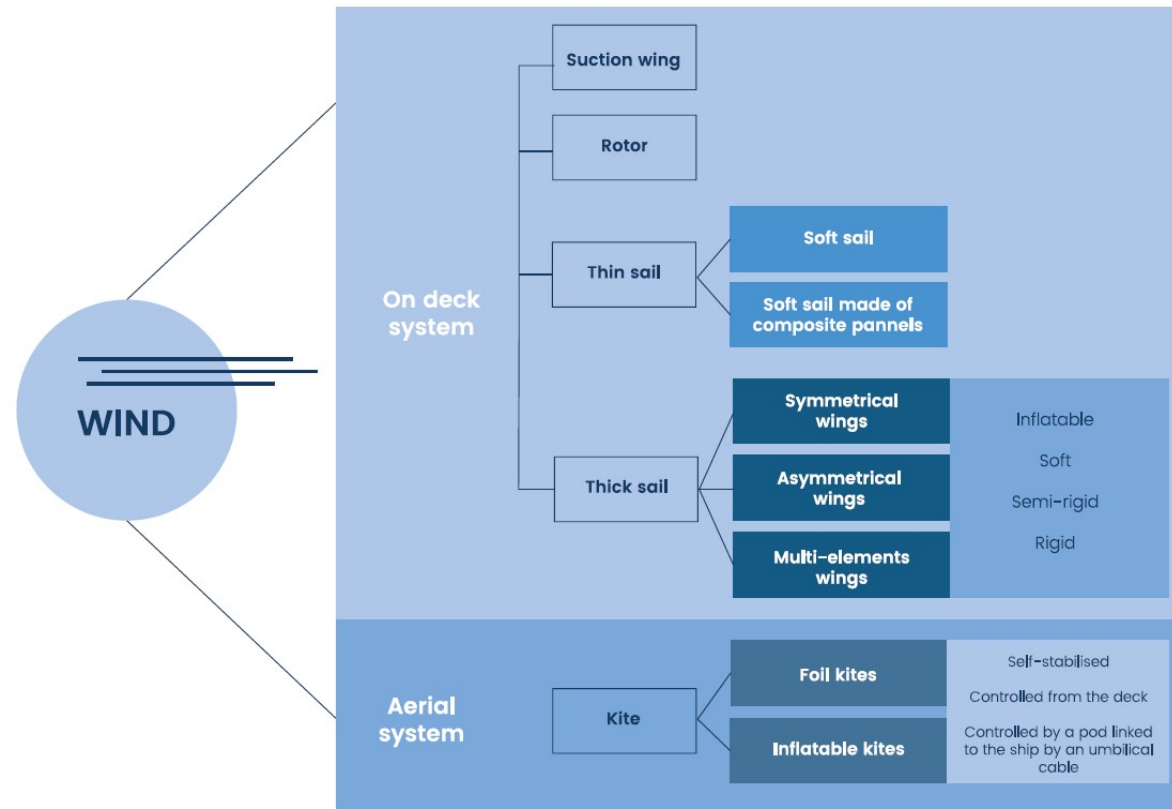 WIND
On deck
system
Suction wing
Rotor
Thin sail
Soft sail
Soft sail made of
composite pannels
Thick sail
Symmetrical
wings
Asymmetrical
wings
Multi-elements
wings
Inflatable
Soft
Semi-rigid
Rigid
Aerial
system
Kite
Foil kites
Inflatable kites
Self-stabilised
Controlled from the deck
Controlled by a pod linked
to the ship by an umbilical
cable